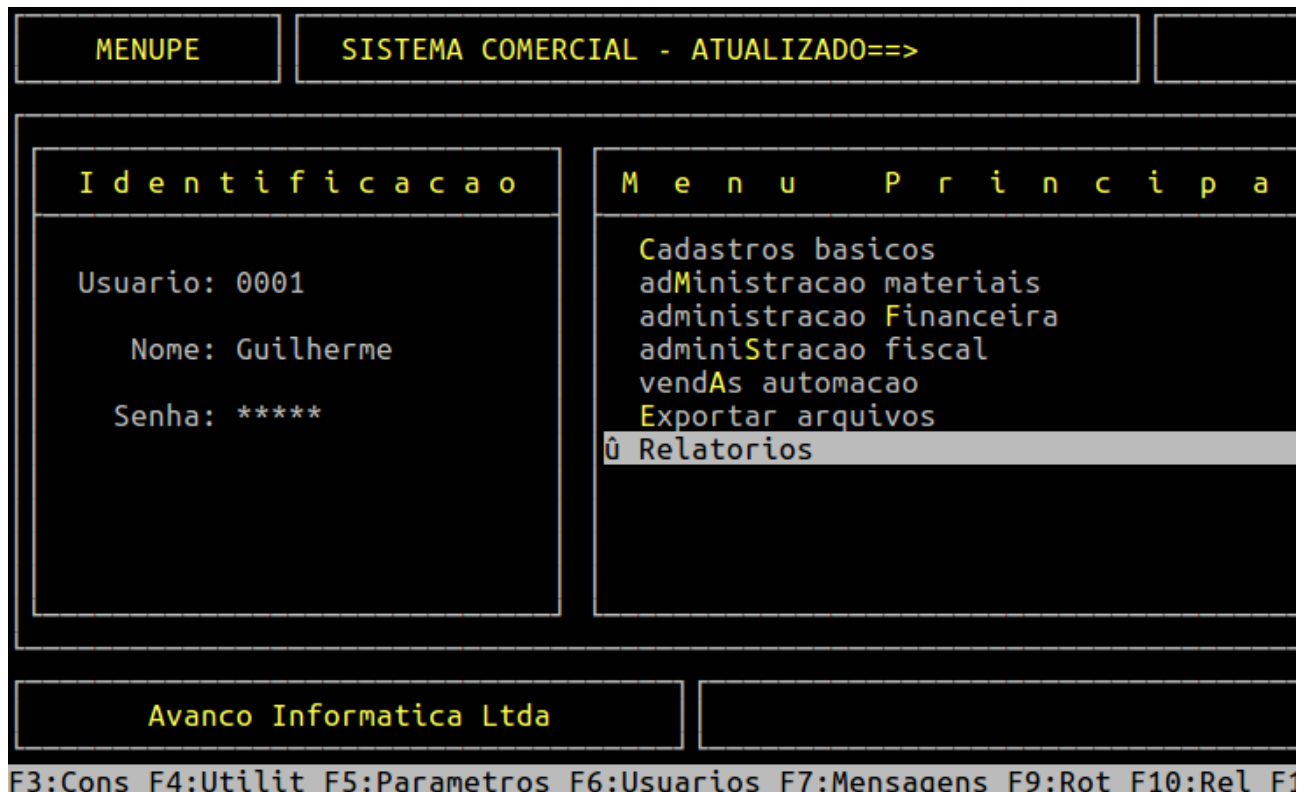 MENUPE
SISTEMA COMERCIAL - ATUALIZADO==>
I d e n t i f i c a c a o
Usuario: 0001
Nome: Guilherme
Senha: *****
M e n u   P r i n c i p a
Cadastros basicos
adMinistracao materiais
administracao Financeira
adminiStracao fiscal
vendAs automacao
Exportar arquivos
û Relatorios
Avanco Informatica Ltda
F3:Cons F4:Utilit F5:Parametros F6:Usuarios F7:Mensagens F9:Rot F10:Rel F1